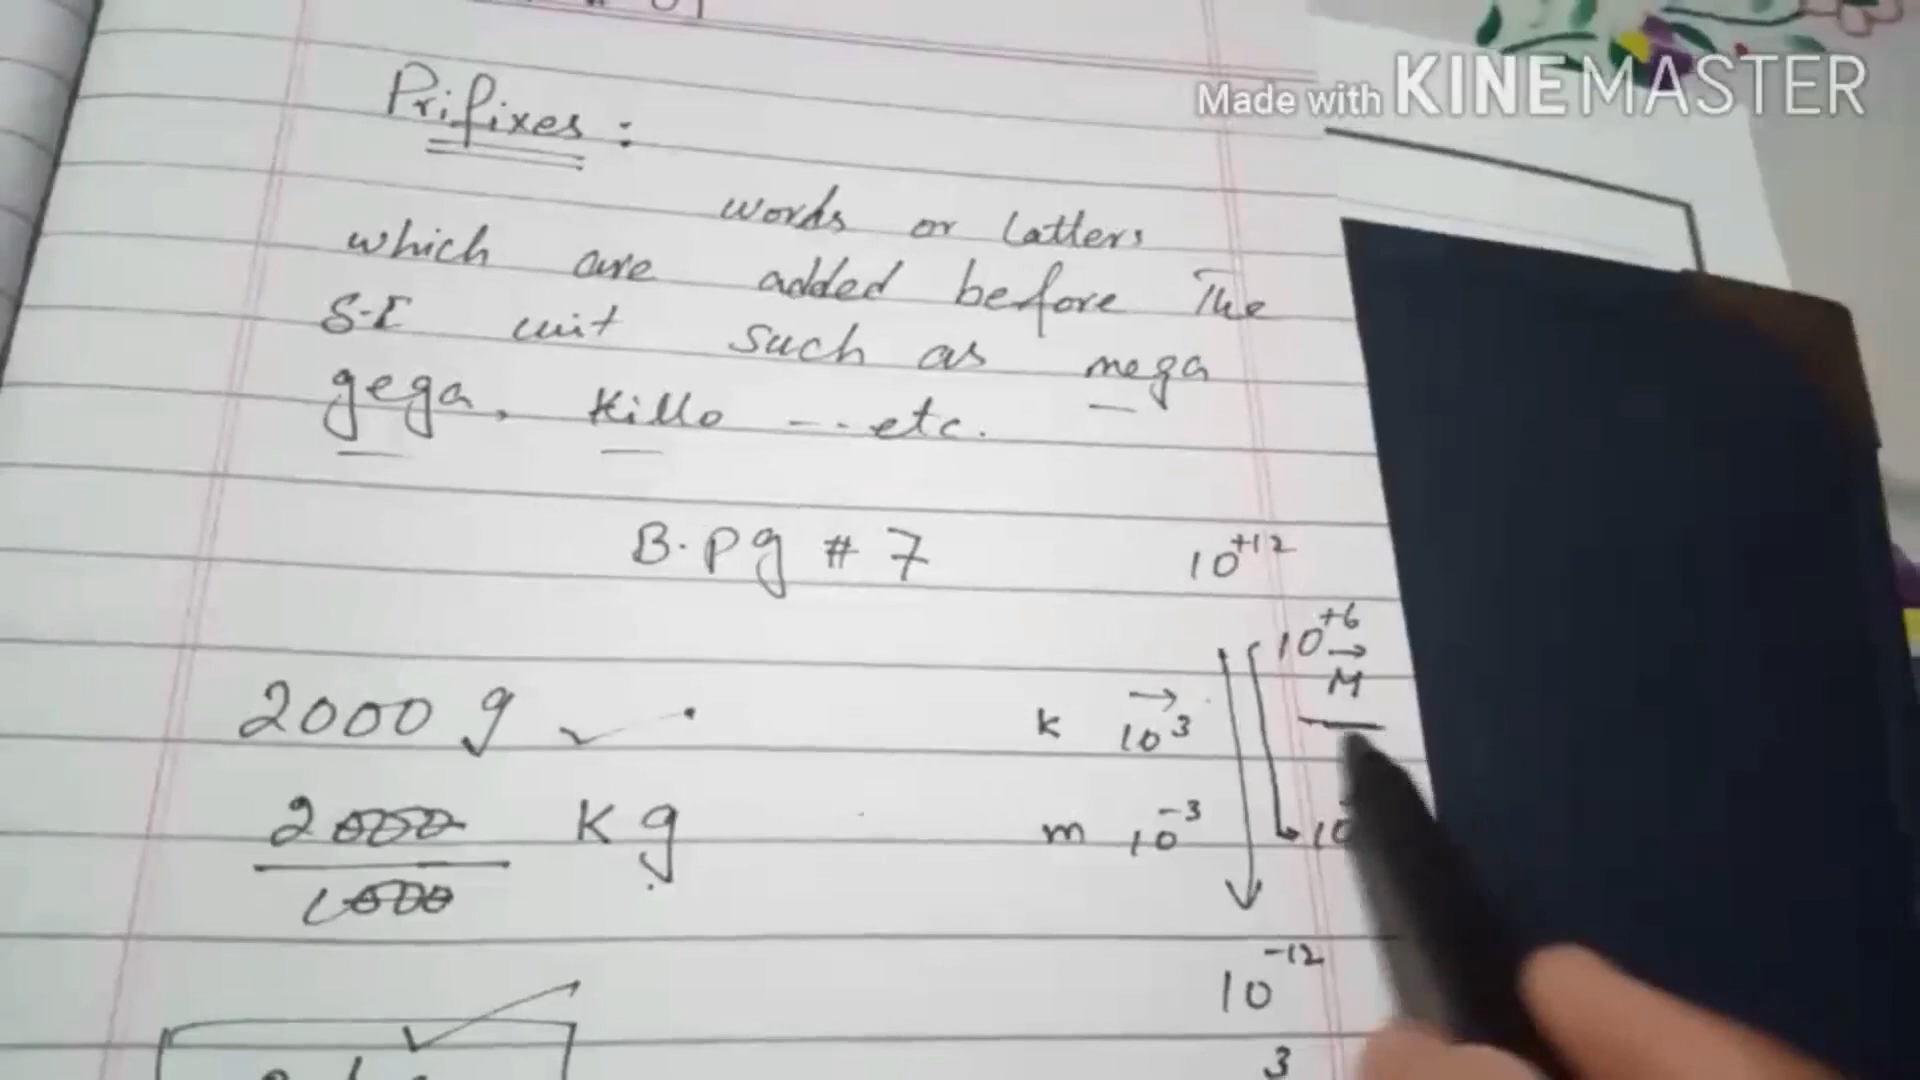 Made with KINEMASTER
Prifixes :
words or latters
which are added before The
S-I unit such as mega
gega, Killo --.. etc.
B.pg # 7
10+12
10+6
M
2000 g
k 103
2000 Kg
1000
m 10-3
10
10-12
3